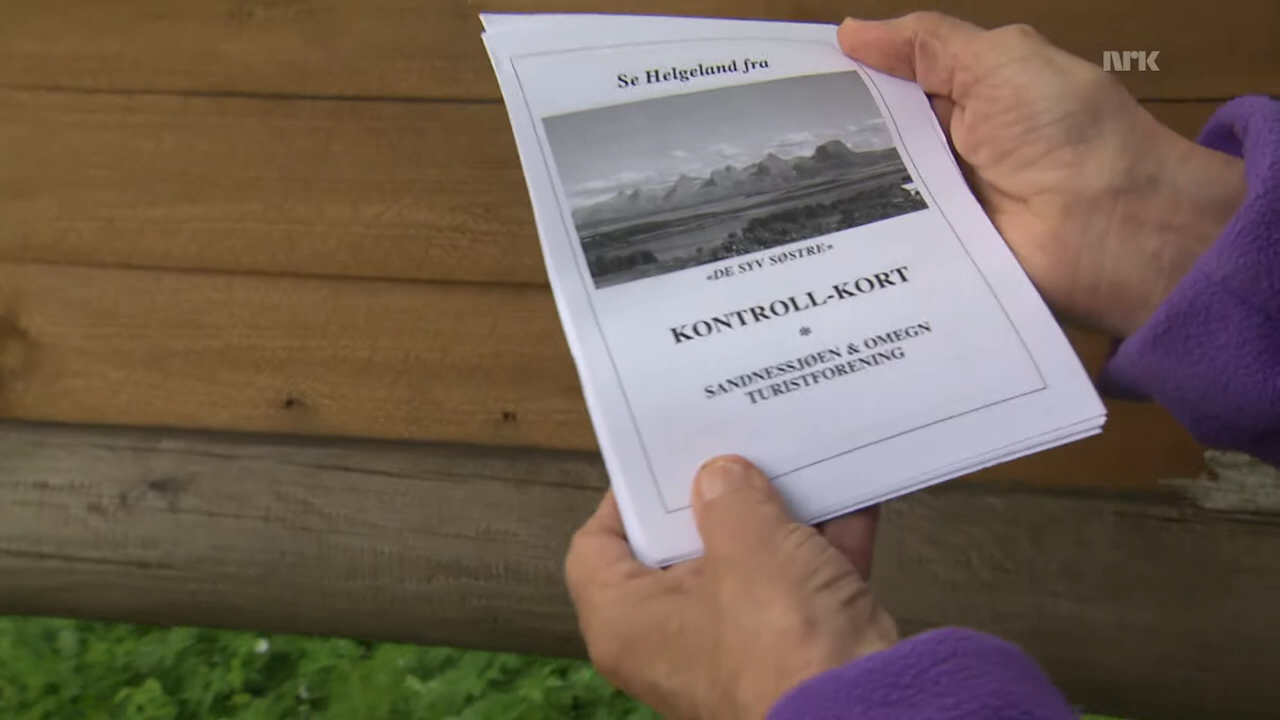 nrk
Se Helgeland fra
«DE SYV SØSTRE»
KONTROLL-KORT
*
SANDNESSJØEN & OMEGN
TURISTFORENING